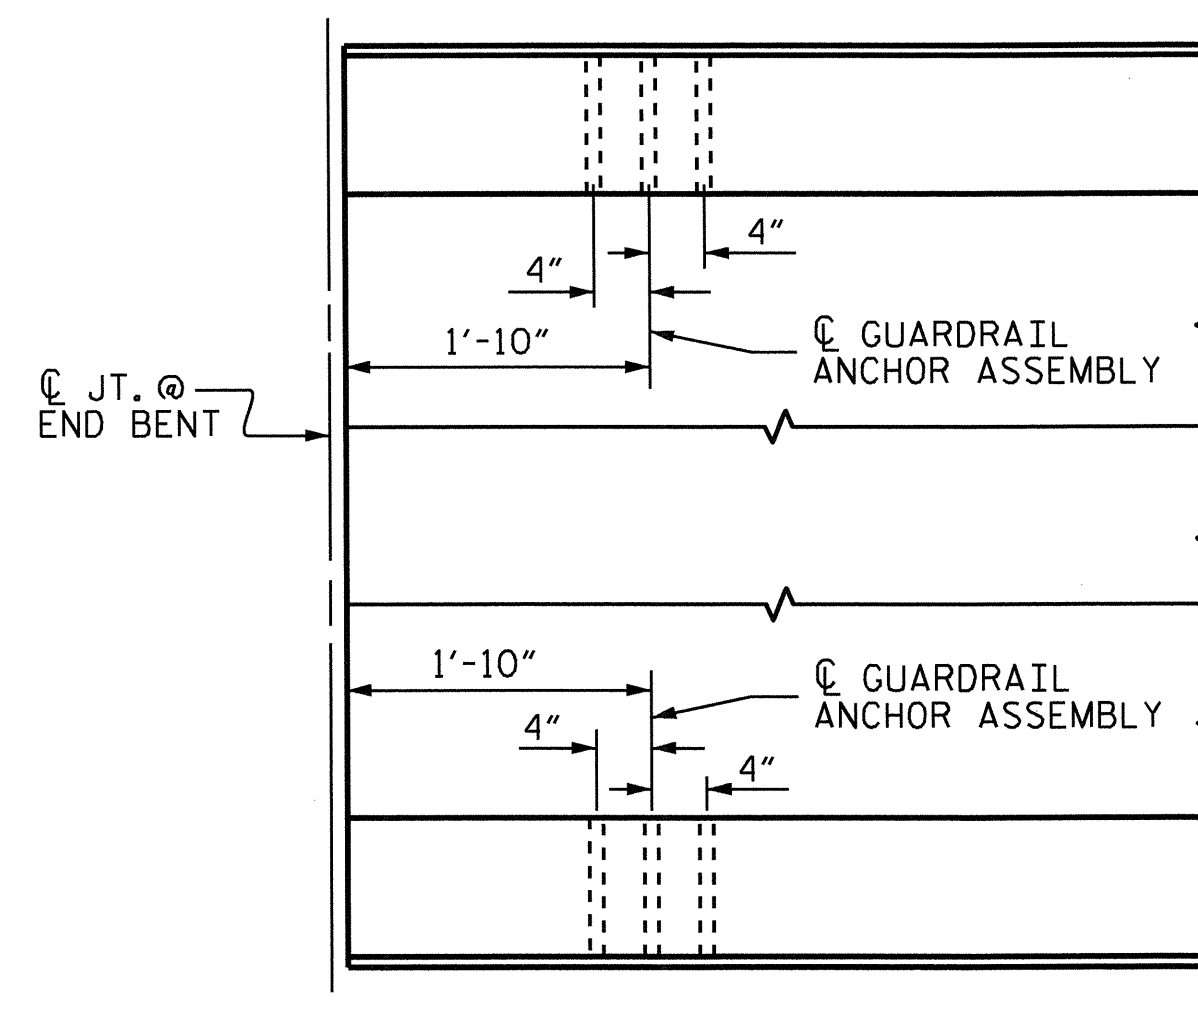 4"
4"
1'-10"
℄ GUARDRAIL
ANCHOR ASSEMBLY
℄ JT. @
END BENT
1'-10"
℄ GUARDRAIL
ANCHOR ASSEMBLY
4"
4"